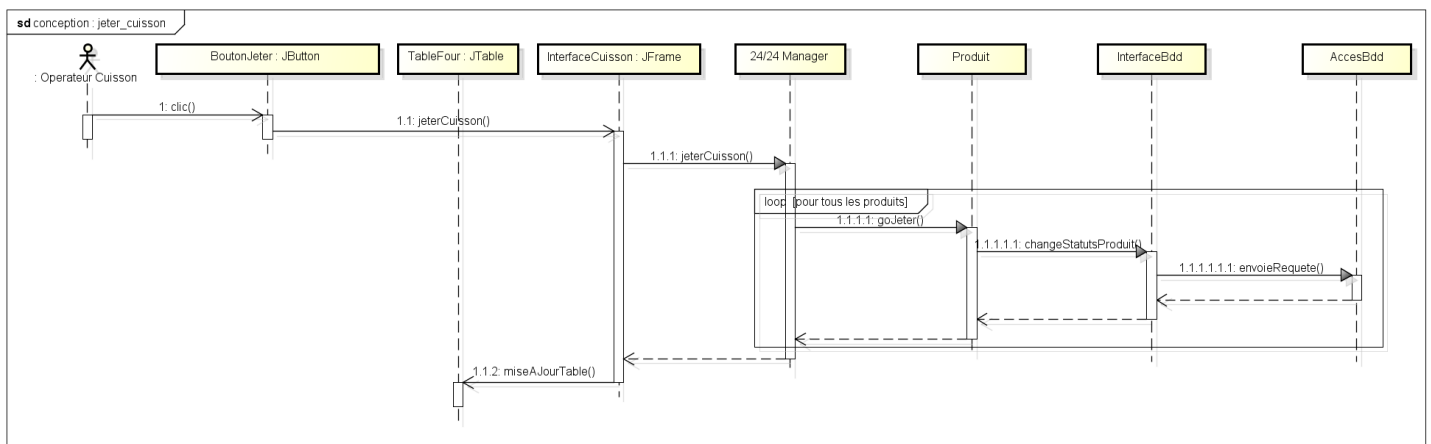 sd conception : jeter_cuisson
: Operateur Cuisson
BoutonJeter : JButton
TableFour : JTable
InterfaceCuisson : JFrame
24/24 Manager
Produit
InterfaceBdd
AccesBdd
1: clic()
1.1: jeterCuisson()
1.1.1: jeterCuisson()
loop [pour tous les produits]
1.1.1.1: goJeter()
1.1.1.1.1: changeStatutsProduit()
1.1.1.1.1.1: envoieRequete()
1.1.2: miseAJourTable()